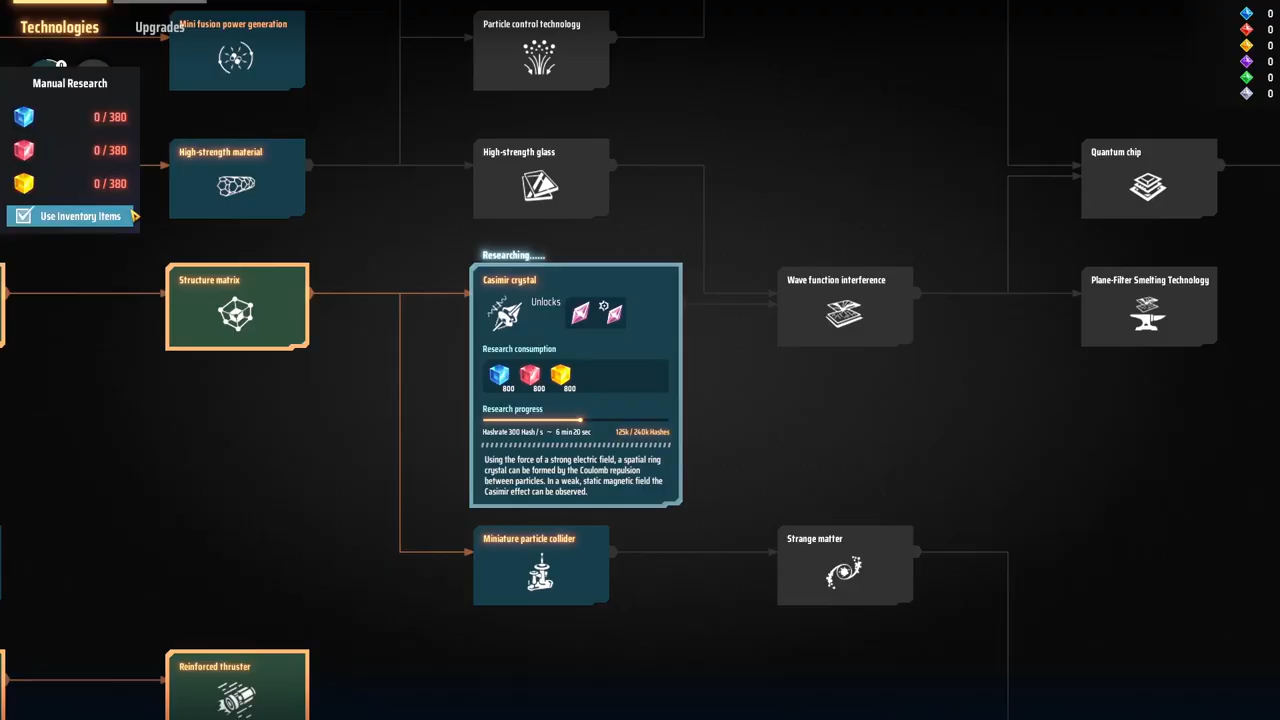 Technologies
Upgrades
Mini fusion power generation
Particle control technology
0
0
0
0
0
0
Manual Research
0 / 380
0 / 380
0 / 380
Use Inventory Items
High-strength material
High-strength glass
Quantum chip
Structure matrix
Researching......
Casimir crystal
Unlocks
Research consumption
800 800 800
Research progress
Hashrate 300 Hash / s ~ 6 min 20 sec 125k / 240k Hashes
Using the force of a strong electric field, a spatial ring
crystal can be formed by the Coulomb repulsion
between particles. In a weak, static magnetic field the
Casimir effect can be observed.
Wave function interference
Plane-Filter Smelting Technology
Miniature particle collider
Strange matter
Reinforced thruster